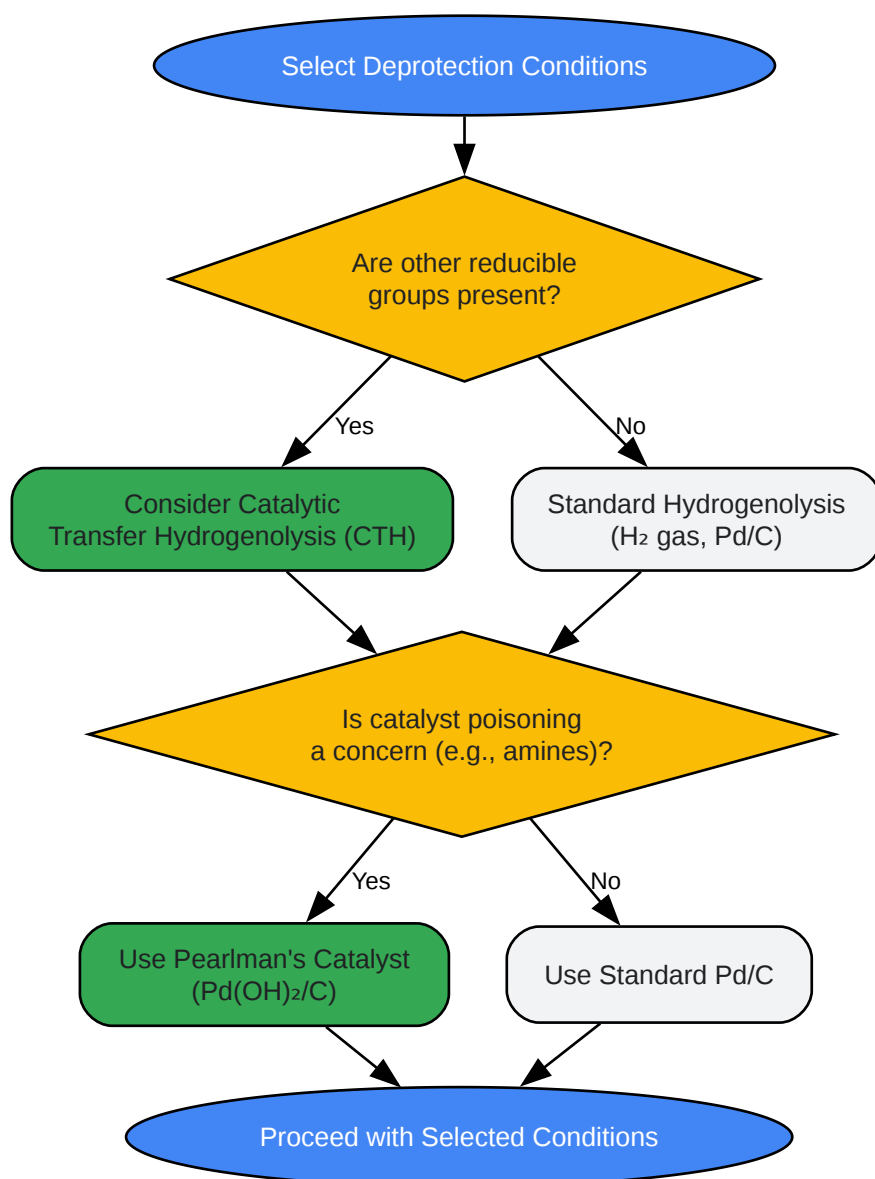 Select Deprotection Conditions
Are other reducible
groups present?
Yes
No
Consider Catalytic
Transfer Hydrogenolysis (CTH)
Standard Hydrogenolysis
(H₂ gas, Pd/C)
Is catalyst poisoning
a concern (e.g., amines)?
Yes
No
Use Pearlman's Catalyst
(Pd(OH)₂/C)
Use Standard Pd/C
Proceed with Selected Conditions